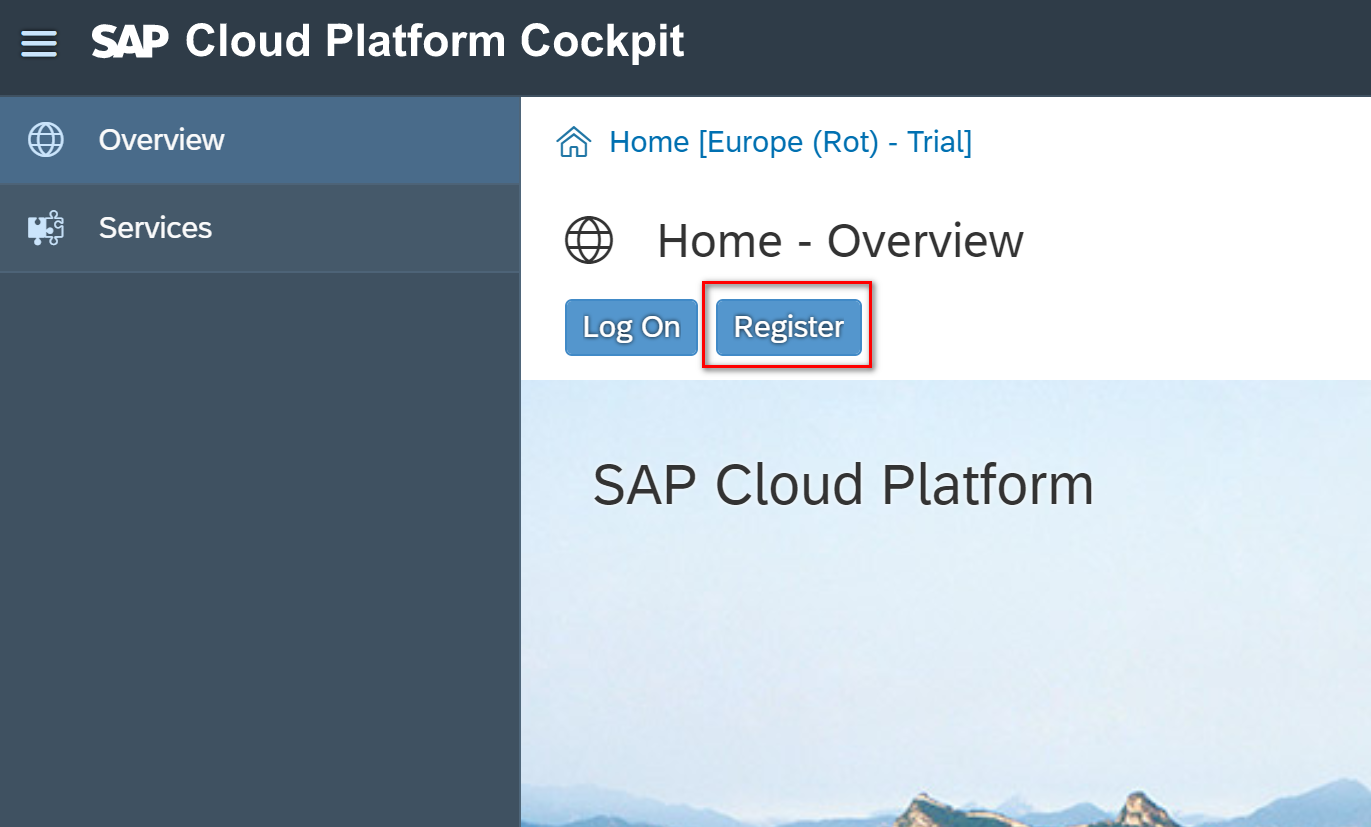 SAP Cloud Platform Cockpit
Overview
Services
Home [Europe (Rot) - Trial]
Home - Overview
Log On
Register
SAP Cloud Platform